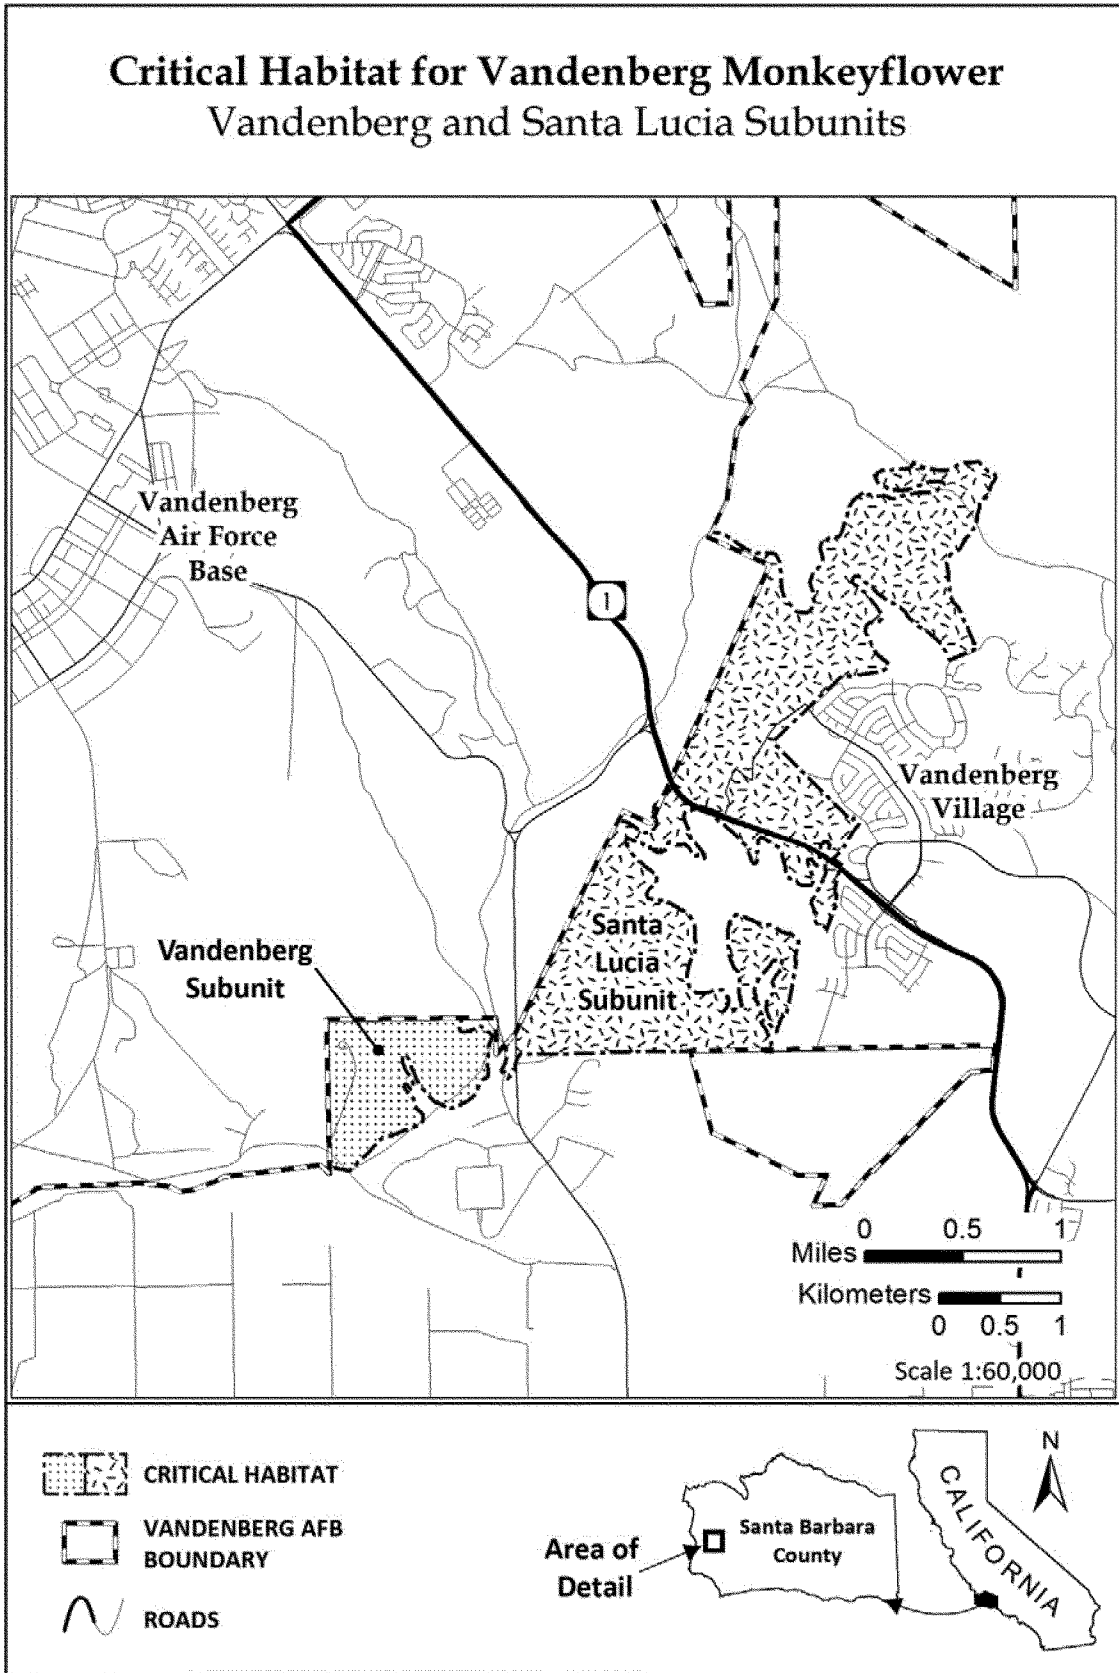 Critical Habitat for Vandenberg Monkeyflower
Vandenberg and Santa Lucia Subunits
Vandenberg
Air Force
Base
1
Vandenberg
Village
Santa
Lucia
Subunit
Vandenberg
Subunit
0 0.5 1
Miles
Kilometers
0 0.5 1
Scale 1:60,000
CRITICAL HABITAT
VANDENBERG AFB
BOUNDARY
ROADS
Area of
Detail
Santa Barbara
County
CALIFORNIA
N